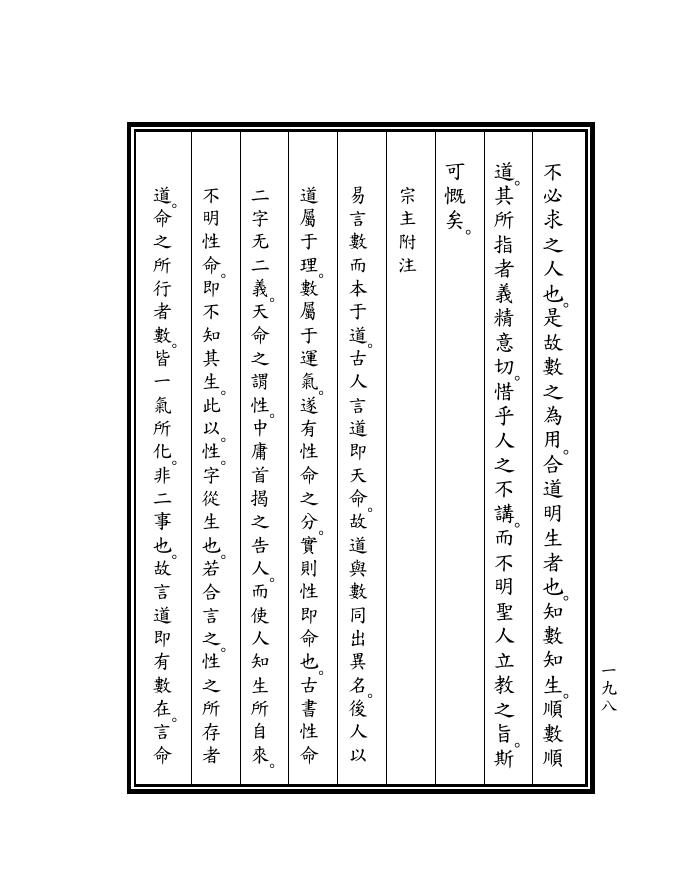 不必求之人也。是故數之為用。合道明生者也。知數知生。順數順
道。其所指者義精意切。惜乎人之不講。而不明聖人立教之旨。斯
可慨矣。
宗主附注
易言數而本于道。古人言道即天命。故道與數同出異名。後人以
道屬于理。數屬于運氣。遂有性命之分。實則性即命也。古書性命
二字无二義。天命之謂性。中庸首揭之告人。而使人知生所自來。
不明性命。即不知其生。此以。性。字從生也。若合言之。性之所存者
道。命之所行者數。皆一氣所化。非二事也。故言道即有數在。言命
一九八